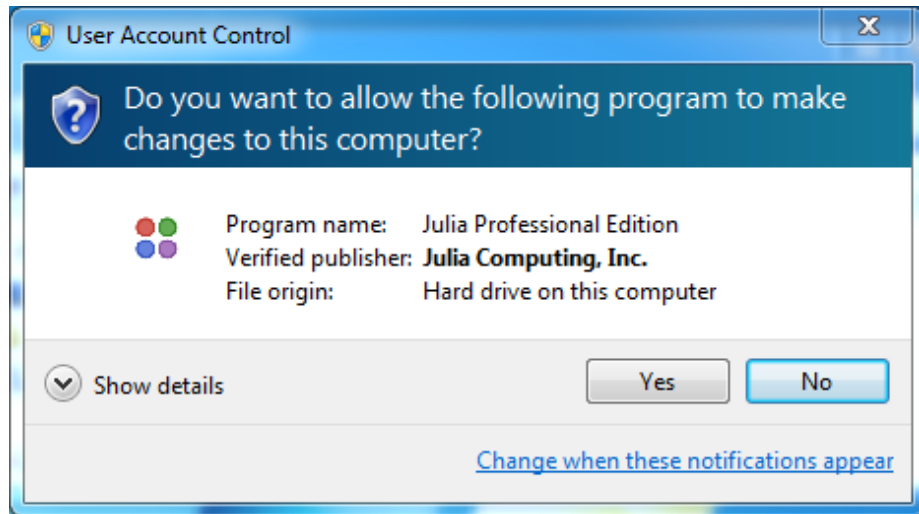 User Account Control
Do you want to allow the following program to make
changes to this computer?
Program name: Julia Professional Edition
Verified publisher: Julia Computing, Inc.
File origin: Hard drive on this computer
Show details
Yes
No
Change when these notifications appear